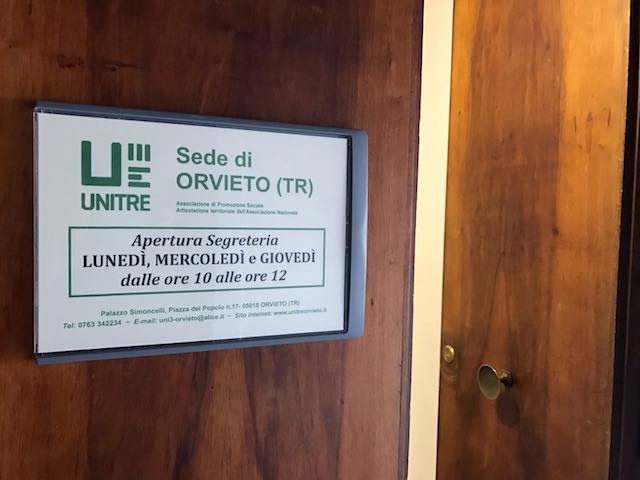 UNITRE
Sede di
ORVIETO (TR)
Associazione di Promozione Sociale
Articolazione territoriale dell'Associazione Nazionale
Apertura Segreteria
LUNEDÌ, MERCOLEDÌ e GIOVEDÌ
dalle ore 10 alle ore 12
Palazzo Simoncelli, Piazza del Popolo n.17- 05018 ORVIETO (TR)
Tel: 0763 342234 ~ E-mail: uni3-orvieto@alice.it ~ Sito internet: www.unitreorvieto.it